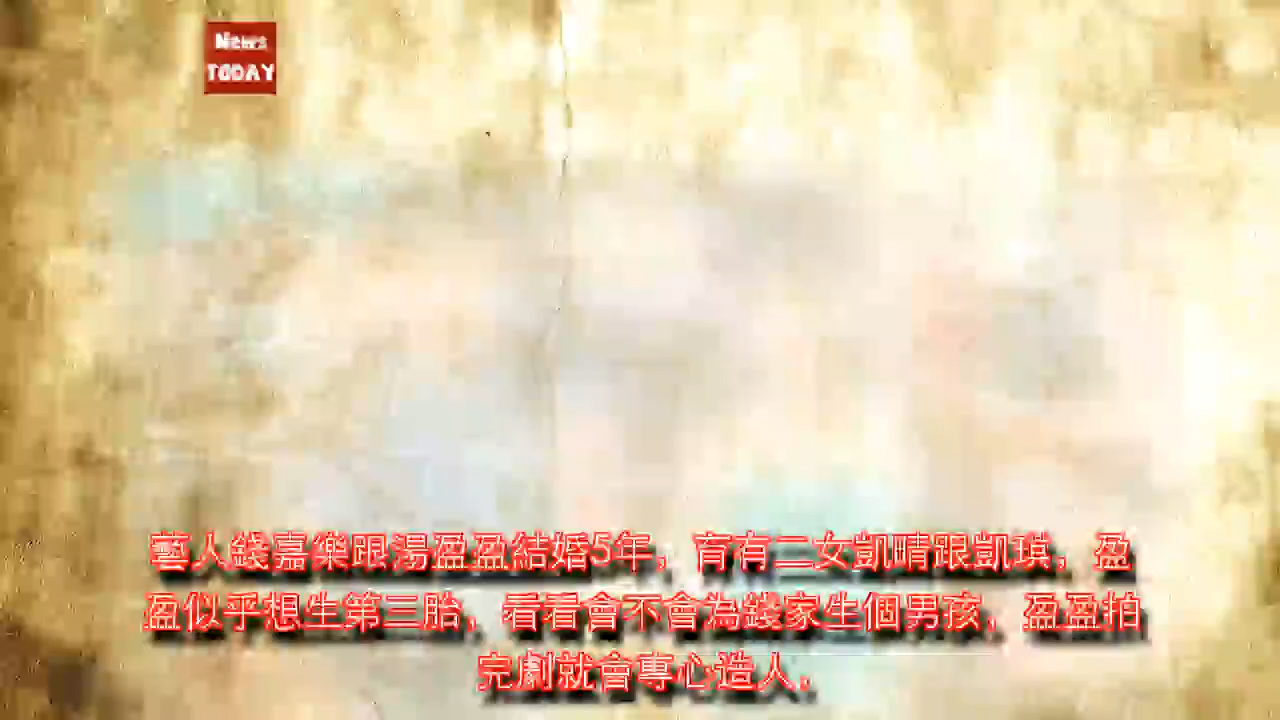 News
TODAY
藝人錢嘉樂跟湯盈盈結婚5年，育有二女凱晴跟凱琪，盈
盈似乎想生第三胎，看看會不會為錢家生個男孩，盈盈拍
完劇就會專心造人，